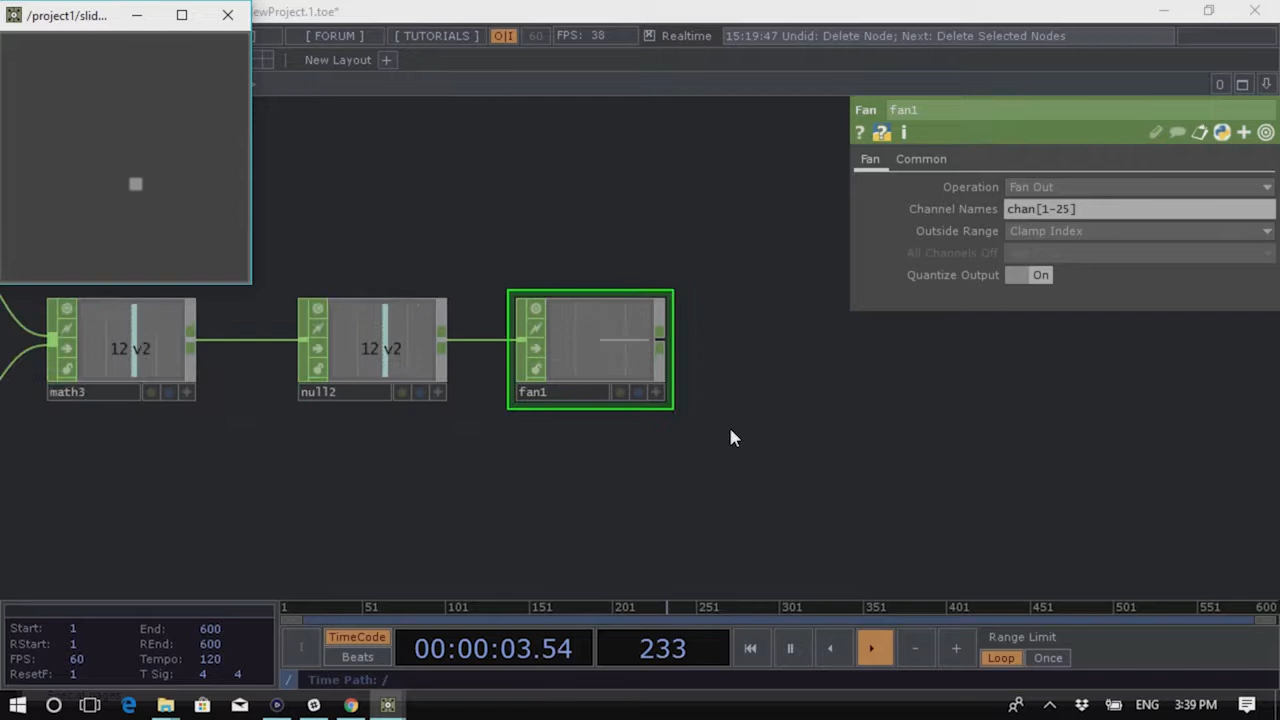 /project1/slid...
ewProject.1.toe*
[ FORUM ]
[ TUTORIALS ]
O|I
60
FPS: 38
Realtime
15:19:47 Undid: Delete Node; Next: Delete Selected Nodes
New Layout +
0
Fan fan1
? ? i
Fan Common
Operation Fan Out
Channel Names chan[1-25]
Outside Range Clamp Index
All Channels Off
Quantize Output On
12 v2
math3
12 v2
null2
fan1
1 51 101 151 201 251 301 351 401 451 501 551 600
Start: 1 End: 600
RStart: 1 REnd: 600
FPS: 60 Tempo: 120
ResetF: 1 T Sig: 4 4
TimeCode
Beats
00:00:03.54
233
Range Limit
Loop Once
/ Time Path: /
ENG
3:39 PM